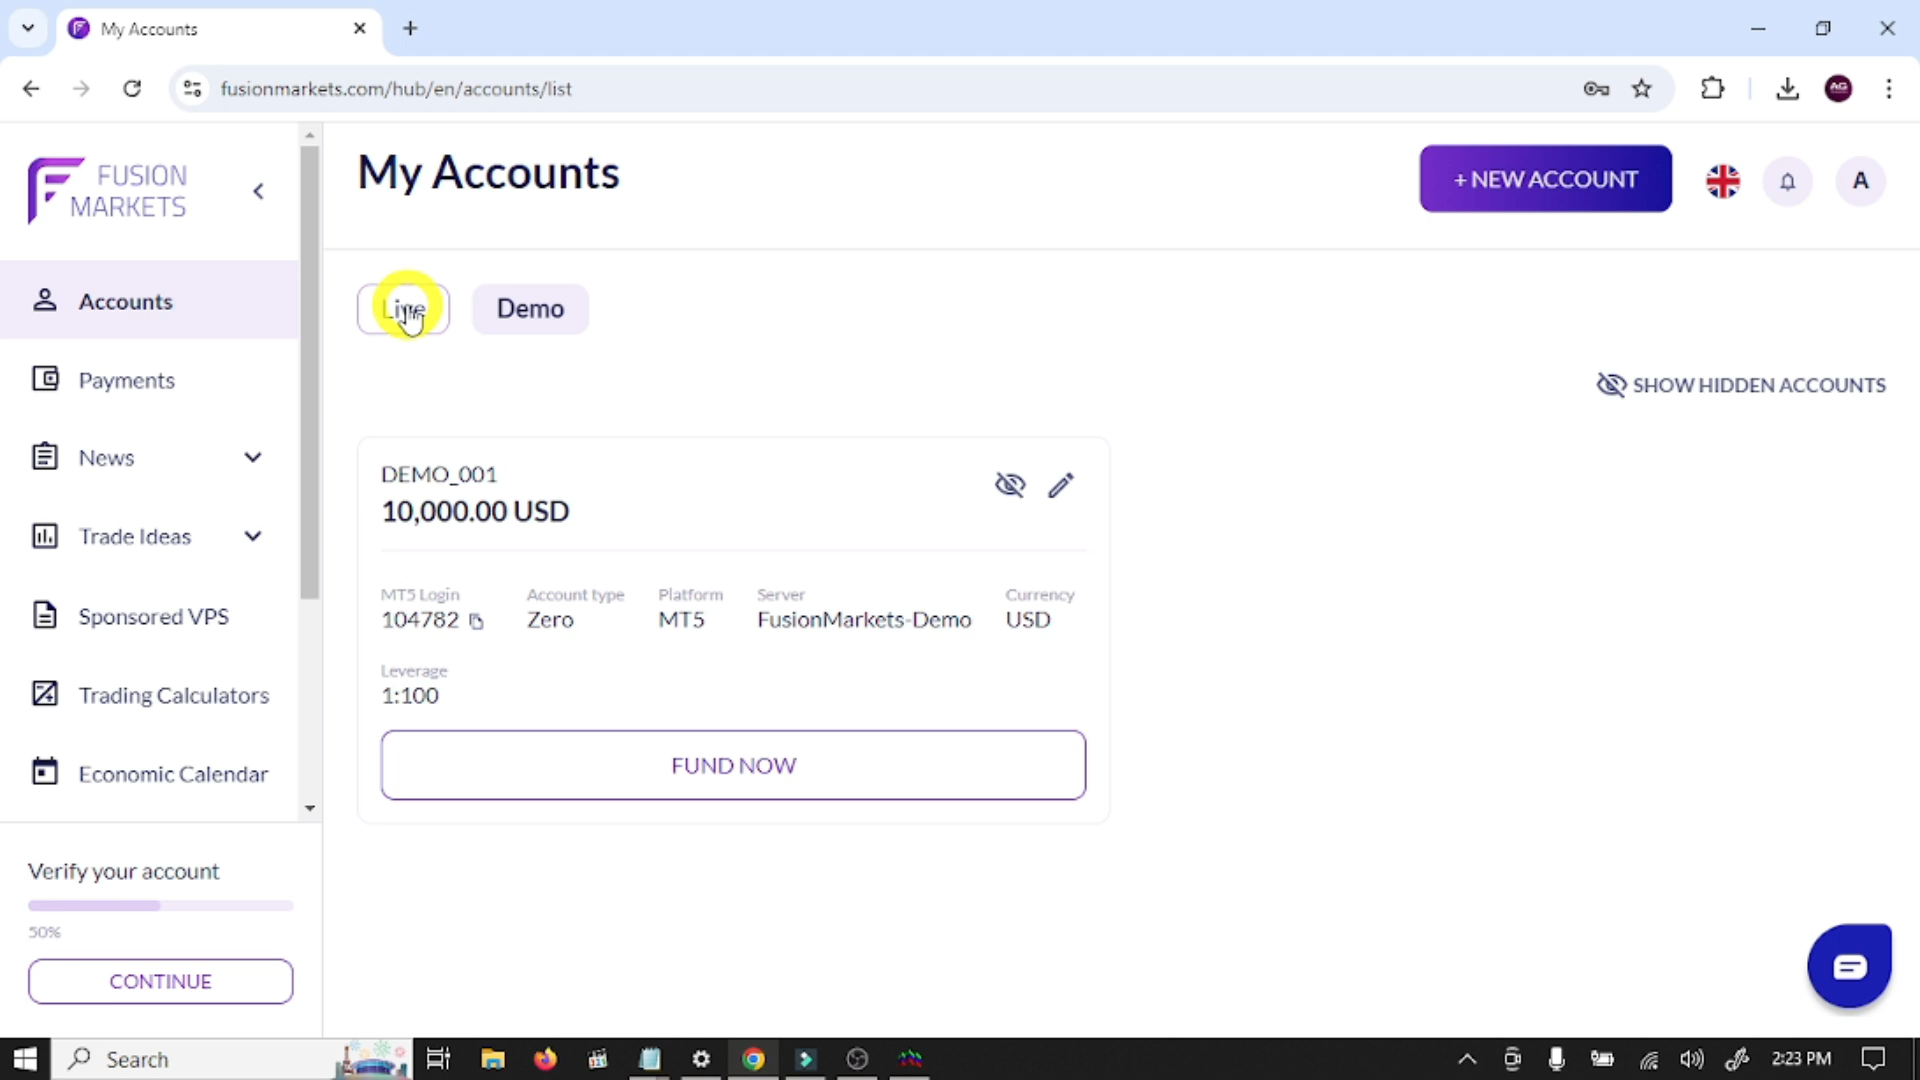 My Accounts
fusionmarkets.com/hub/en/accounts/list
AG
FUSION
MARKETS
My Accounts
+ NEW ACCOUNT
A
Accounts
Payments
News
Trade Ideas
Sponsored VPS
Trading Calculators
Economic Calendar
Verify your account
50%
CONTINUE
Live
Demo
SHOW HIDDEN ACCOUNTS
DEMO_001
10,000.00 USD
MT5 Login
104782
Account type
Zero
Platform
MT5
Server
FusionMarkets-Demo
Currency
USD
Leverage
1:100
FUND NOW
Search
2:23 PM